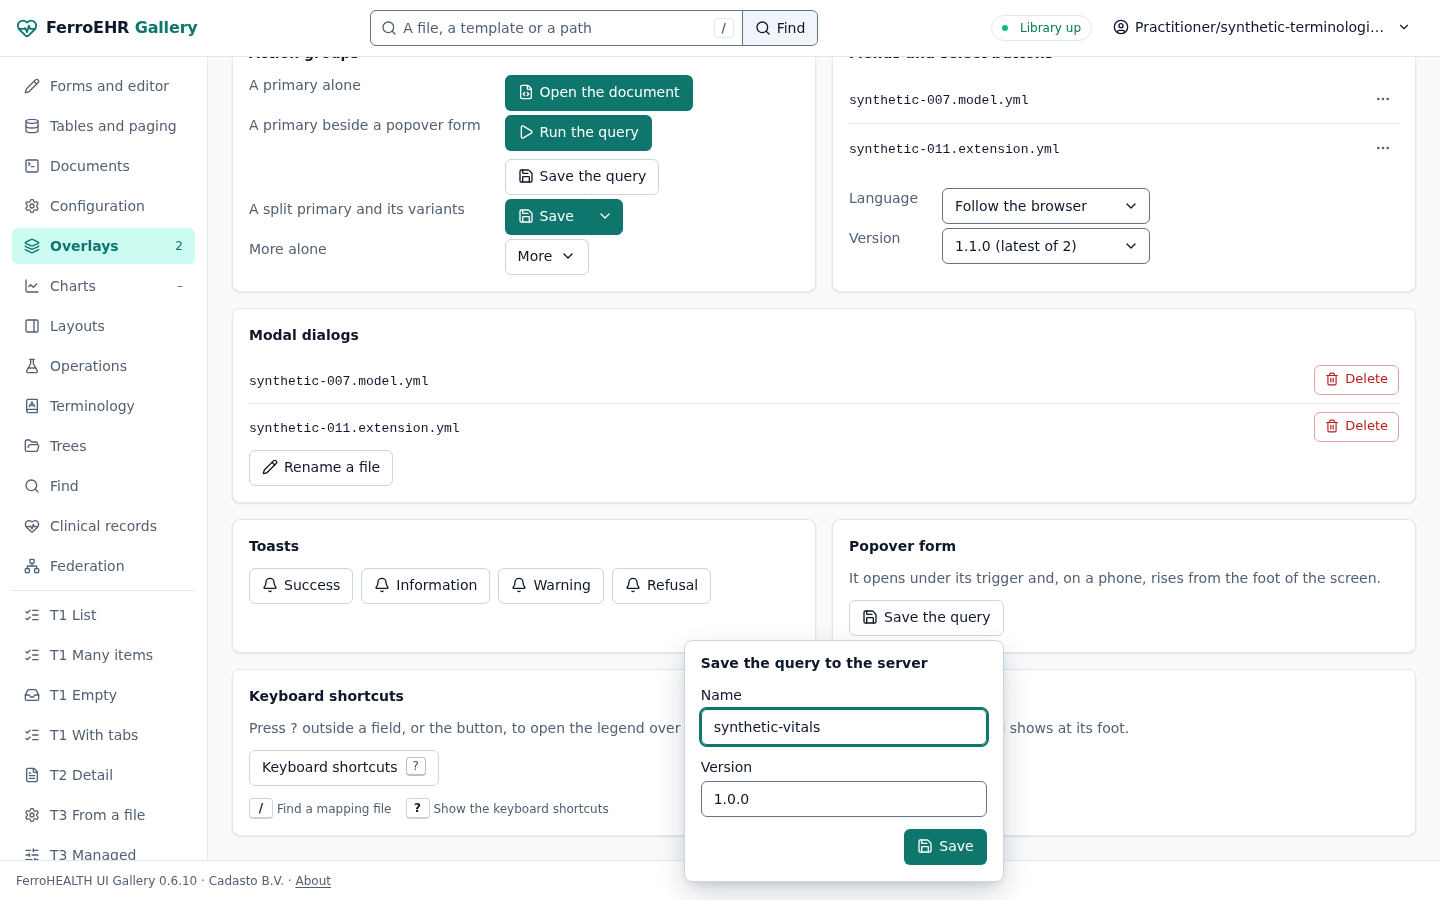 FerroEHR Gallery
A file, a template or a path
/
Find
Library up
Practitioner/synthetic-terminologi...
Forms and editor
Tables and paging
Documents
Configuration
Overlays 2
Charts –
Layouts
Operations
Terminology
Trees
Find
Clinical records
Federation
T1 List
T1 Many items
T1 Empty
T1 With tabs
T2 Detail
T3 From a file
T3 Managed
Action groups
A primary alone
Open the document
A primary beside a popover form
Run the query
Save the query
A split primary and its variants
Save
More alone
More
Menus and select buttons
synthetic-007.model.yml
synthetic-011.extension.yml
Language
Follow the browser
Version
1.1.0 (latest of 2)
Modal dialogs
synthetic-007.model.yml
Delete
synthetic-011.extension.yml
Delete
Rename a file
Toasts
Success
Information
Warning
Refusal
Popover form
It opens under its trigger and, on a phone, rises from the foot of the screen.
Save the query
Keyboard shortcuts
Press ? outside a field, or the button, to open the legend over
shows at its foot.
Keyboard shortcuts ?
/ Find a mapping file ? Show the keyboard shortcuts
Save the query to the server
Name
synthetic-vitals
Version
1.0.0
Save
FerroHEALTH UI Gallery 0.6.10 · Cadasto B.V. · About